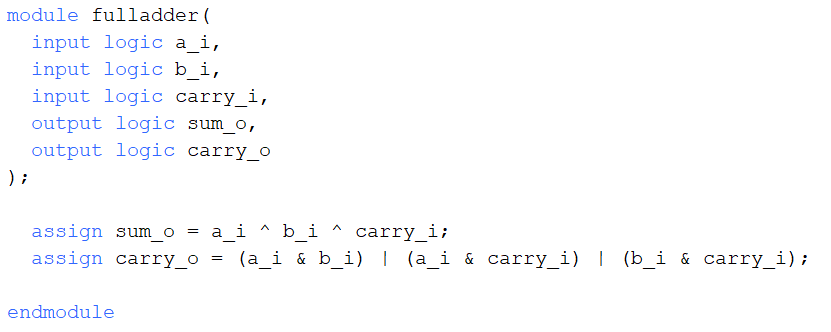 module fulladder(
  input logic a_i,
  input logic b_i,
  input logic carry_i,
  output logic sum_o,
  output logic carry_o
);

  assign sum_o = a_i ^ b_i ^ carry_i;
  assign carry_o = (a_i & b_i) | (a_i & carry_i) | (b_i & carry_i);

endmodule